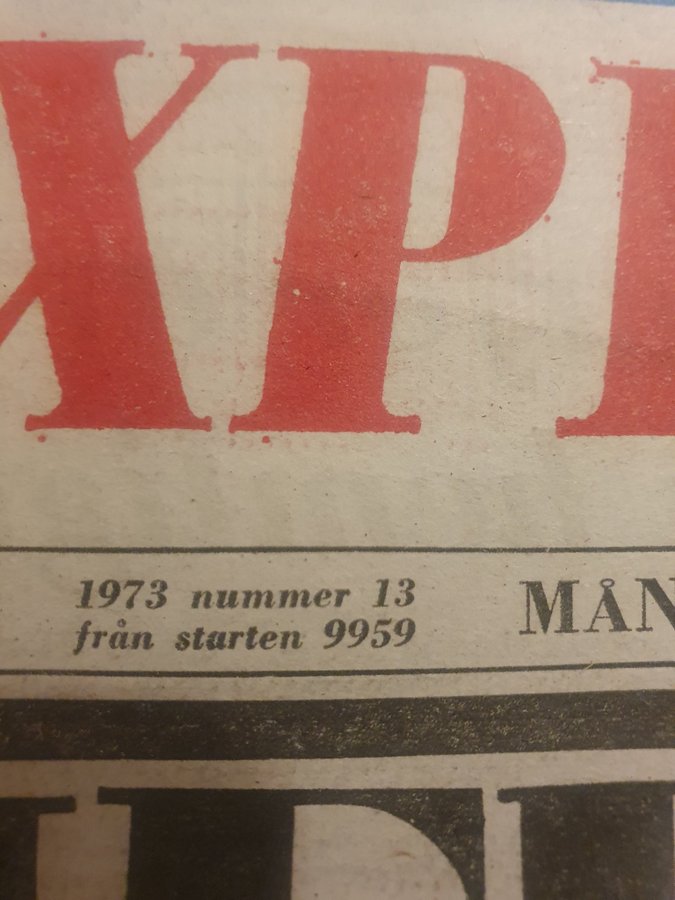 XP
1973 nummer 13
från starten 9959
MÅN